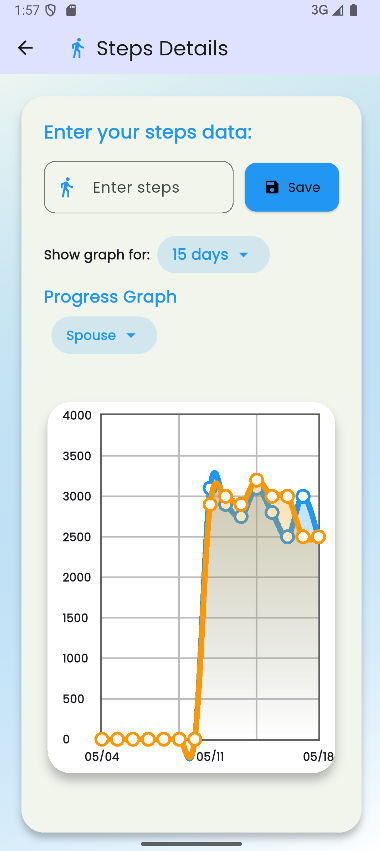 1:57 3G
Steps Details
Enter your steps data:
Enter steps
Save
Show graph for: 15 days
Progress Graph
Spouse
4000
3500
3000
2500
2000
1500
1000
500
0
05/04 05/11 05/18